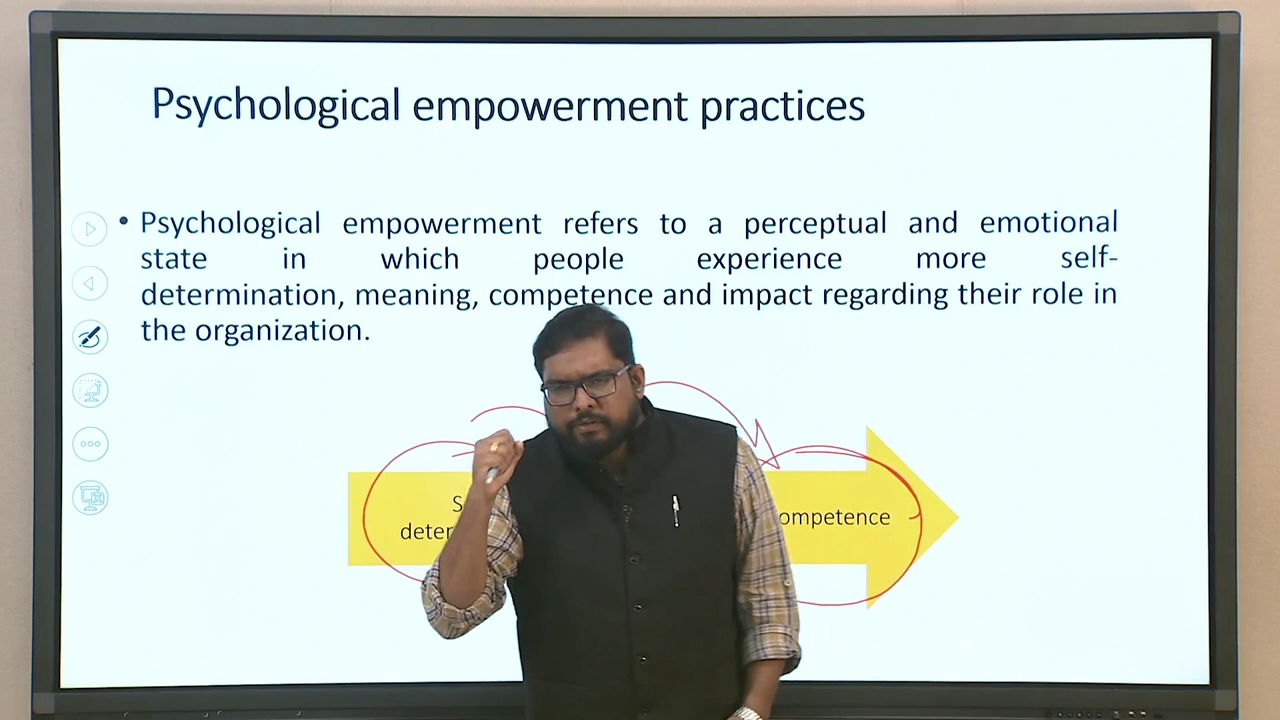 Psychological empowerment practices
• Psychological empowerment refers to a perceptual and emotional
state in which people experience more self-
determination, meaning, competence and impact regarding their role in
the organization.
ompetence